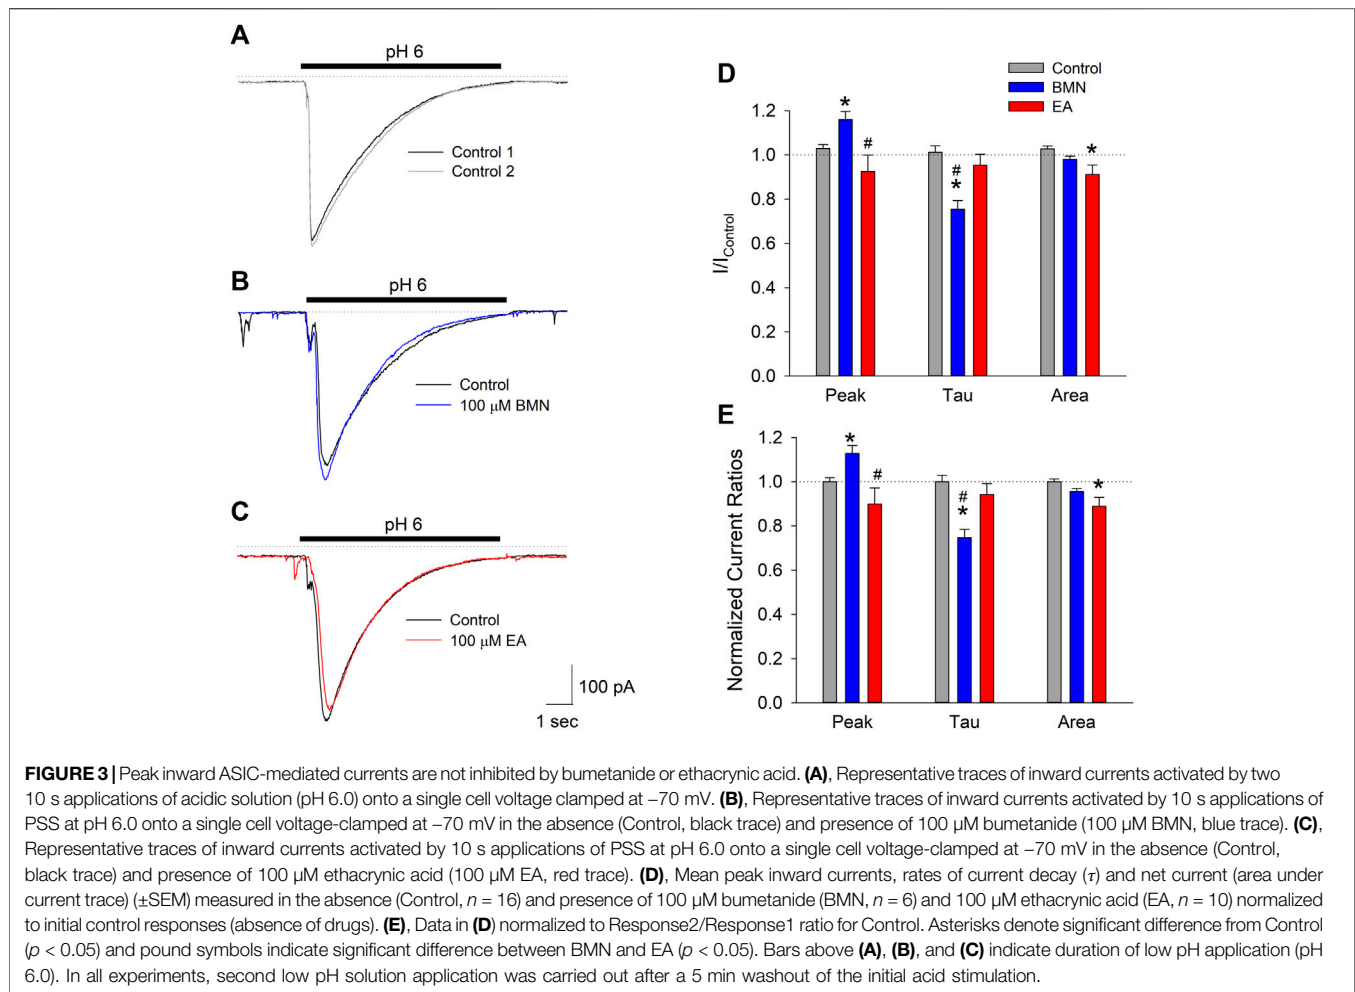 A
pH 6
Control 1
Control 2
B
pH 6
Control
100 µM BMN
C
pH 6
Control
100 µM EA
100 pA
1 sec
D
Control
BMN
EA
I/I Control
1.2
1.0
0.8
0.6
0.4
0.2
0.0
*
#
#
*
*
Peak
Tau
Area
E
Normalized Current Ratios
1.2
1.0
0.8
0.6
0.4
0.2
0.0
*
#
#
*
*
Peak
Tau
Area
FIGURE 3 | Peak inward ASIC-mediated currents are not inhibited by bumetanide or ethacrynic acid. (A), Representative traces of inward currents activated by two
10 s applications of acidic solution (pH 6.0) onto a single cell voltage clamped at −70 mV. (B), Representative traces of inward currents activated by 10 s applications of
PSS at pH 6.0 onto a single cell voltage-clamped at −70 mV in the absence (Control, black trace) and presence of 100 µM bumetanide (100 µM BMN, blue trace). (C),
Representative traces of inward currents activated by 10 s applications of PSS at pH 6.0 onto a single cell voltage-clamped at −70 mV in the absence (Control,
black trace) and presence of 100 µM ethacrynic acid (100 µM EA, red trace). (D), Mean peak inward currents, rates of current decay (τ) and net current (area under
current trace) (±SEM) measured in the absence (Control, n = 16) and presence of 100 µM bumetanide (BMN, n = 6) and 100 µM ethacrynic acid (EA, n = 10) normalized
to initial control responses (absence of drugs). (E), Data in (D) normalized to Response2/Response1 ratio for Control. Asterisks denote significant difference from Control
(p < 0.05) and pound symbols indicate significant difference between BMN and EA (p < 0.05). Bars above (A), (B), and (C) indicate duration of low pH application (pH
6.0). In all experiments, second low pH solution application was carried out after a 5 min washout of the initial acid stimulation.